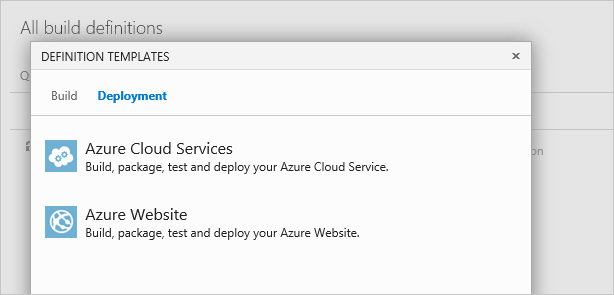 All build definitions
DEFINITION TEMPLATES
Build Deployment
Azure Cloud Services
Build, package, test and deploy your Azure Cloud Service.
Azure Website
Build, package, test and deploy your Azure Website.